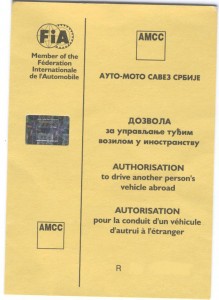 FiA
Member of the
Fédération
Internationale
de l'Automobile
AMCC
AMCC
АУТО-МОТО САВЕЗ СРБИЈЕ
ДОЗВОЛА
за управљање туђим
возилом у иностранству
AUTHORISATION
to drive another person's
vehicle abroad
AUTORISATION
pour la conduit d'un véhicule
d'autrui à l'étranger
R